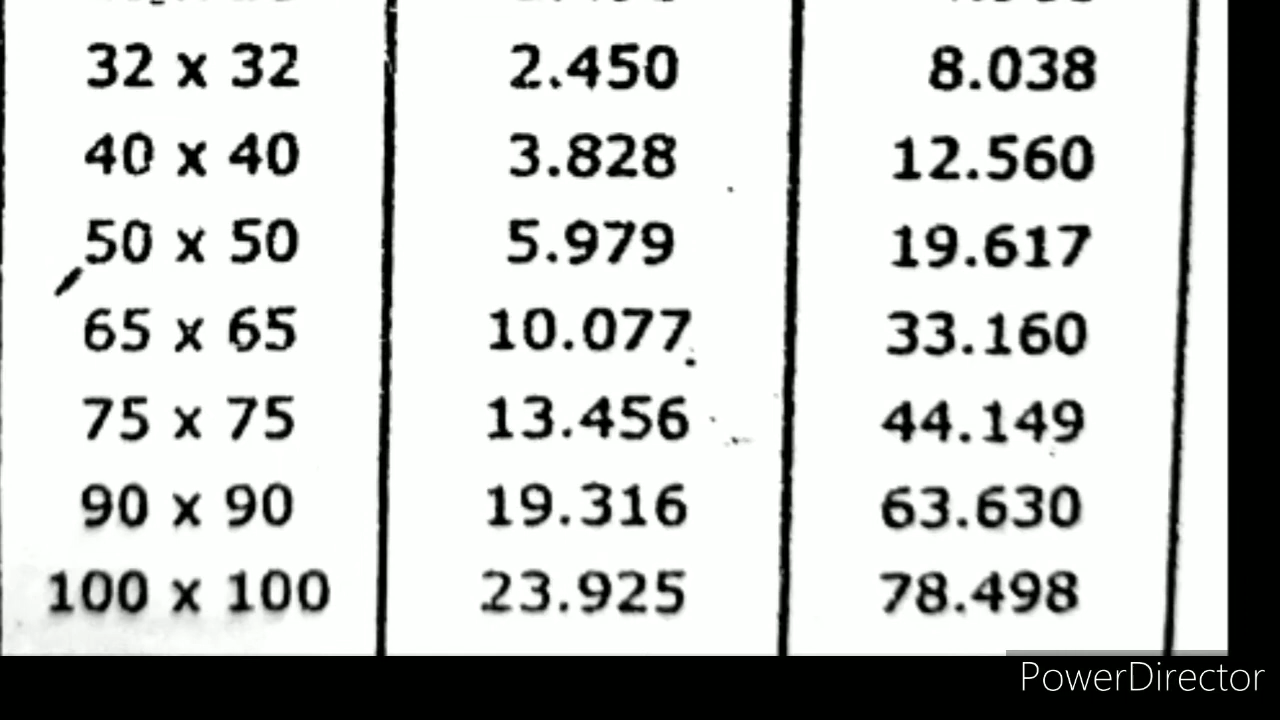 32 x 32 2.450 8.038
40 x 40 3.828 12.560
50 x 50 5.979 19.617
65 x 65 10.077 33.160
75 x 75 13.456 44.149
90 x 90 19.316 63.630
100 x 100 23.925 78.498
PowerDirector